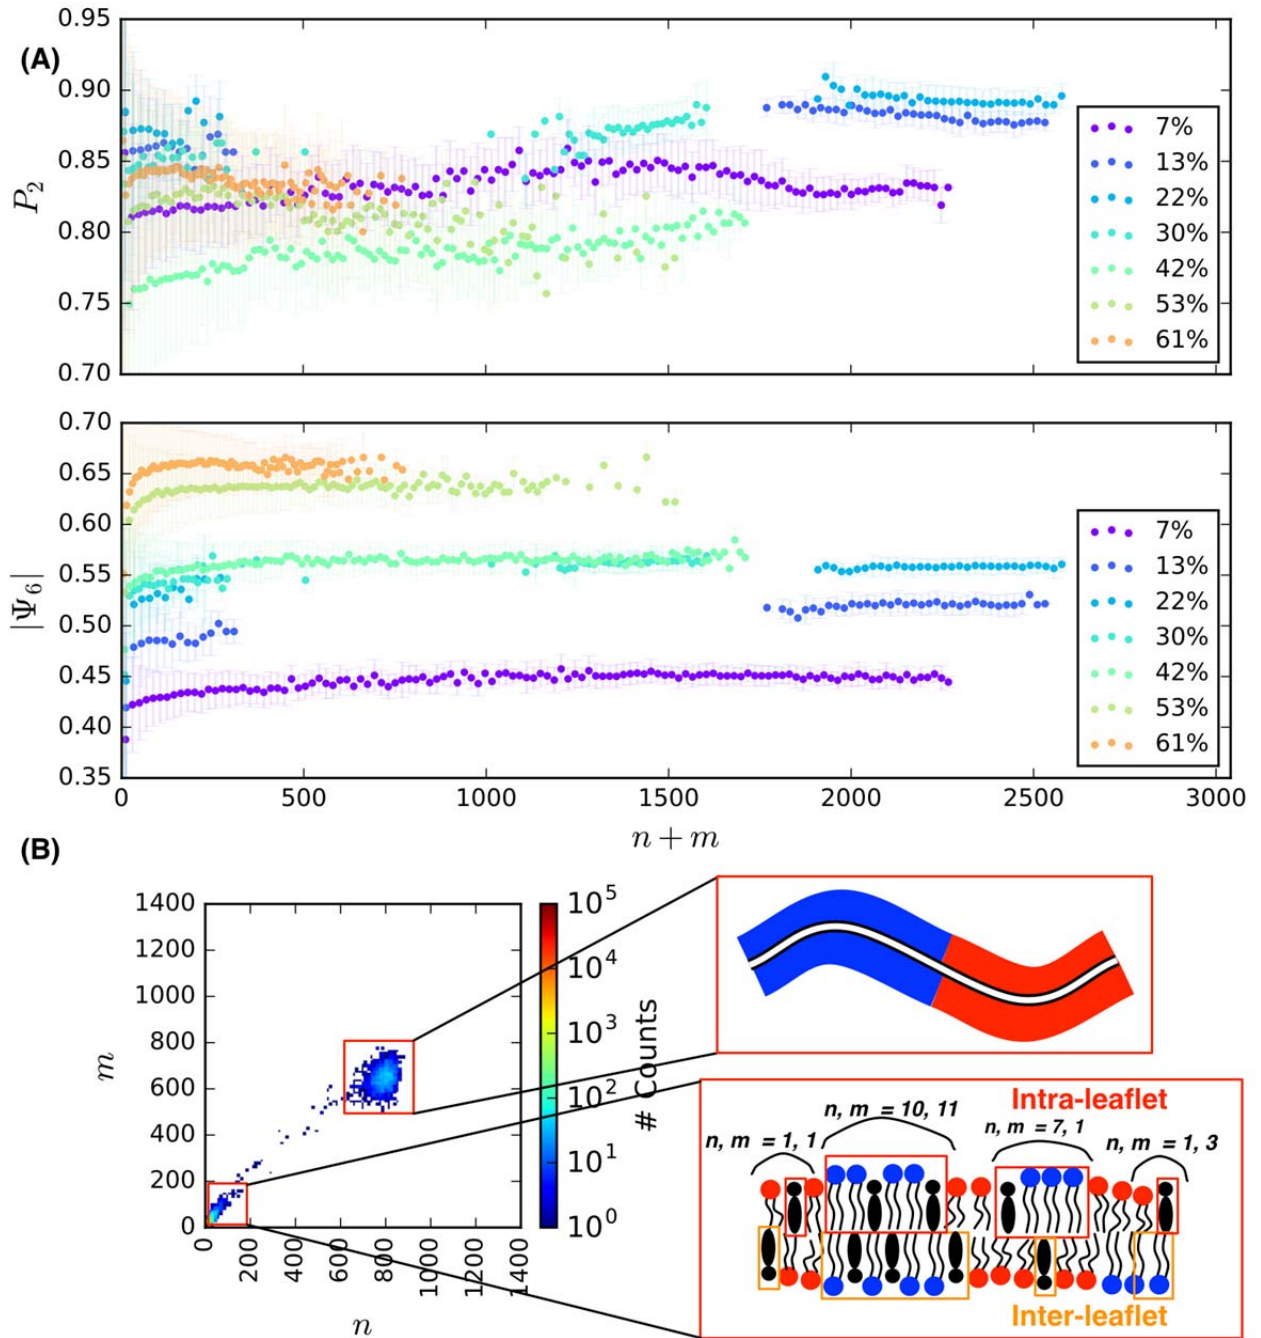 (A)
0.95
0.90
0.85
0.80
0.75
0.70
P2
7%
13%
22%
30%
42%
53%
61%
0.70
0.65
0.60
0.55
0.50
0.45
0.40
0.35
|Ψ6|
7%
13%
22%
30%
42%
53%
61%
0 500 1000 1500 2000 2500 3000
n + m
(B)
1400
1200
1000
800
600
400
200
0
m
0 200 400 600 800 1000 1400
n
10^5
10^4
10^3
10^2
10^1
10^0
# Counts
Intra-leaflet
n, m = 10, 11
n, m = 1, 1
n, m = 7, 1
n, m = 1, 3
Inter-leaflet